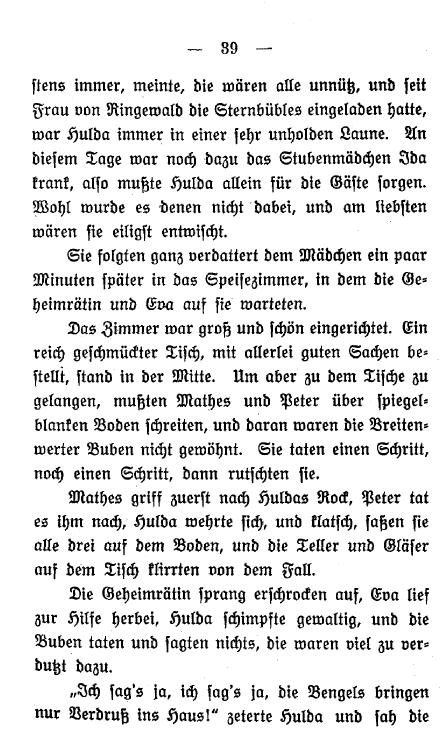 — 39 —
stens immer, meinte, die wären alle unnütz, und seit
Frau von Ringewald die Sternbübles eingeladen hatte,
war Hulda immer in einer sehr unholden Laune. An
diesem Tage war noch dazu das Stubenmädchen Ida
krank, also mußte Hulda allein für die Gäste sorgen.
Wohl wurde es denen nicht dabei, und am liebsten
wären sie eiligst entwischt.
Sie folgten ganz verdattert dem Mädchen ein paar
Minuten später in das Speisezimmer, in dem die Ge-
heimrätin und Eva auf sie warteten.
Das Zimmer war groß und schön eingerichtet. Ein
reich geschmückter Tisch, mit allerlei guten Sachen be-
stellt, stand in der Mitte. Um aber zu dem Tische zu
gelangen, mußten Mathes und Peter über spiegel-
blanken Boden schreiten, und daran waren die Breiten-
werter Buben nicht gewöhnt. Sie taten einen Schritt,
noch einen Schritt, dann rutschten sie.
Mathes griff zuerst nach Huldas Rock, Peter tat
es ihm nach, Hulda wehrte sich, und klatsch, saßen sie
alle drei auf dem Boden, und die Teller und Gläser
auf dem Tisch klirrten von dem Fall.
Die Geheimrätin sprang erschrocken auf, Eva lief
zur Hilfe herbei, Hulda schimpfte gewaltig, und die
Buben taten und sagten nichts, die waren viel zu ver-
dutzt dazu.
„Ich sag's ja, ich sag's ja, die Bengels bringen
nur Verdruß ins Haus!“ zeterte Hulda und sah die